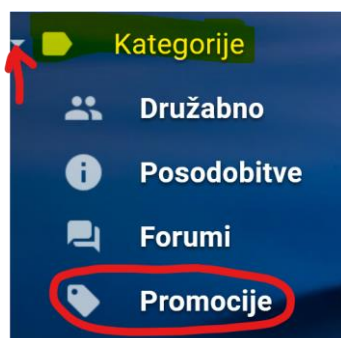 Kategorije
Družabno
Posodobitve
Forumi
Promocije